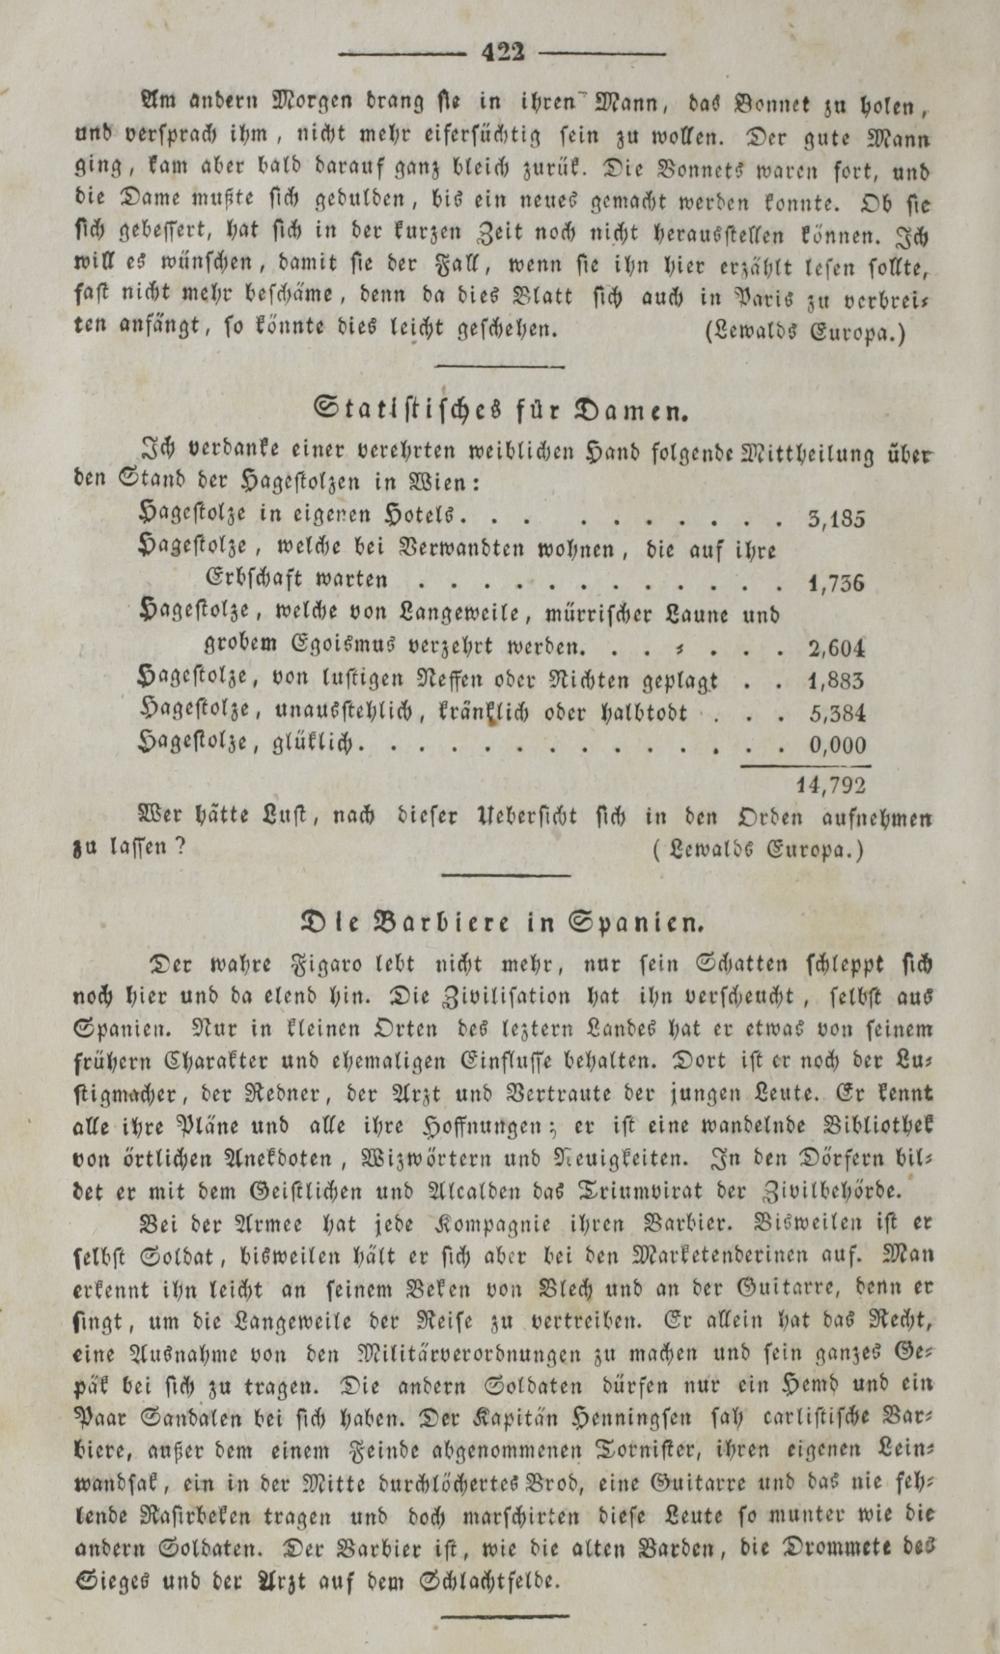 422
Am andern Morgen drang sie in ihren Mann, das Bonnet zu holen,
und versprach ihm, nicht mehr eifersüchtig sein zu wollen. Der gute Mann
ging, kam aber bald darauf ganz bleich zurük. Die Bonnets waren fort, und
die Dame mußte sich gedulden, bis ein neues gemacht werden konnte. Ob sie
sich gebessert, hat sich in der kurzen Zeit noch nicht herausstellen können. Ich
will es wünschen, damit sie der Fall, wenn sie ihn hier erzählt lesen sollte,
fast nicht mehr beschäme, denn da dies Blatt sich auch in Paris zu verbrei-
ten anfängt, so könnte dies leicht geschehen. (Lewalds Europa.)
Statistisches für Damen.
Ich verdanke einer verehrten weiblichen Hand folgende Mittheilung über
den Stand der Hagestolzen in Wien:
Hagestolze in eigenen Hotels. . . . . . . . . . . 3,185
Hagestolze, welche bei Verwandten wohnen, die auf ihre
Erbschaft warten . . . . . . . . . . . . 1,736
Hagestolze, welche von Langeweile, mürrischer Laune und
grobem Egoismus verzehrt werden. . . . . . . 2,604
Hagestolze, von lustigen Neffen oder Nichten geplagt . . 1,883
Hagestolze, unausstehlich, kränklich oder halbtodt . . . 5,384
Hagestolze, glüklich. . . . . . . . . . . . . . 0,000
14,792
Wer hätte Lust, nach dieser Uebersicht sich in den Orden aufnehmen
zu lassen? (Lewalds Europa.)
Die Barbiere in Spanien.
Der wahre Figaro lebt nicht mehr, nur sein Schatten schleppt sich
noch hier und da elend hin. Die Zivilisation hat ihn verscheucht, selbst aus
Spanien. Nur in kleinen Orten des leztern Landes hat er etwas von seinem
frühern Charakter und ehemaligen Einflusse behalten. Dort ist er noch der Lu-
stigmacher, der Redner, der Arzt und Vertraute der jungen Leute. Er kennt
alle ihre Pläne und alle ihre Hoffnungen; er ist eine wandelnde Bibliothek
von örtlichen Anekdoten, Wizwörtern und Neuigkeiten. In den Dörfern bil-
det er mit dem Geistlichen und Alcalden das Triumvirat der Zivilbehörde.
Bei der Armee hat jede Kompagnie ihren Barbier. Bisweilen ist er
selbst Soldat, bisweilen hält er sich aber bei den Marketenderinen auf. Man
erkennt ihn leicht an seinem Beken von Blech und an der Guitarre, denn er
singt, um die Langeweile der Reise zu vertreiben. Er allein hat das Recht,
eine Ausnahme von den Militärverordnungen zu machen und sein ganzes Ge-
päk bei sich zu tragen. Die andern Soldaten dürfen nur ein Hemd und ein
Paar Sandalen bei sich haben. Der Kapitän Henningsen sah carlistische Bar-
biere, außer dem einem Feinde abgenommenen Tornister, ihren eigenen Lein-
wandsak, ein in der Mitte durchlöchertes Brod, eine Guitarre und das nie feh-
lende Rasirbeken tragen und doch marschirten diese Leute so munter wie die
andern Soldaten. Der Barbier ist, wie die alten Barden, die Drommete des
Sieges und der Arzt auf dem Schlachtfelde.